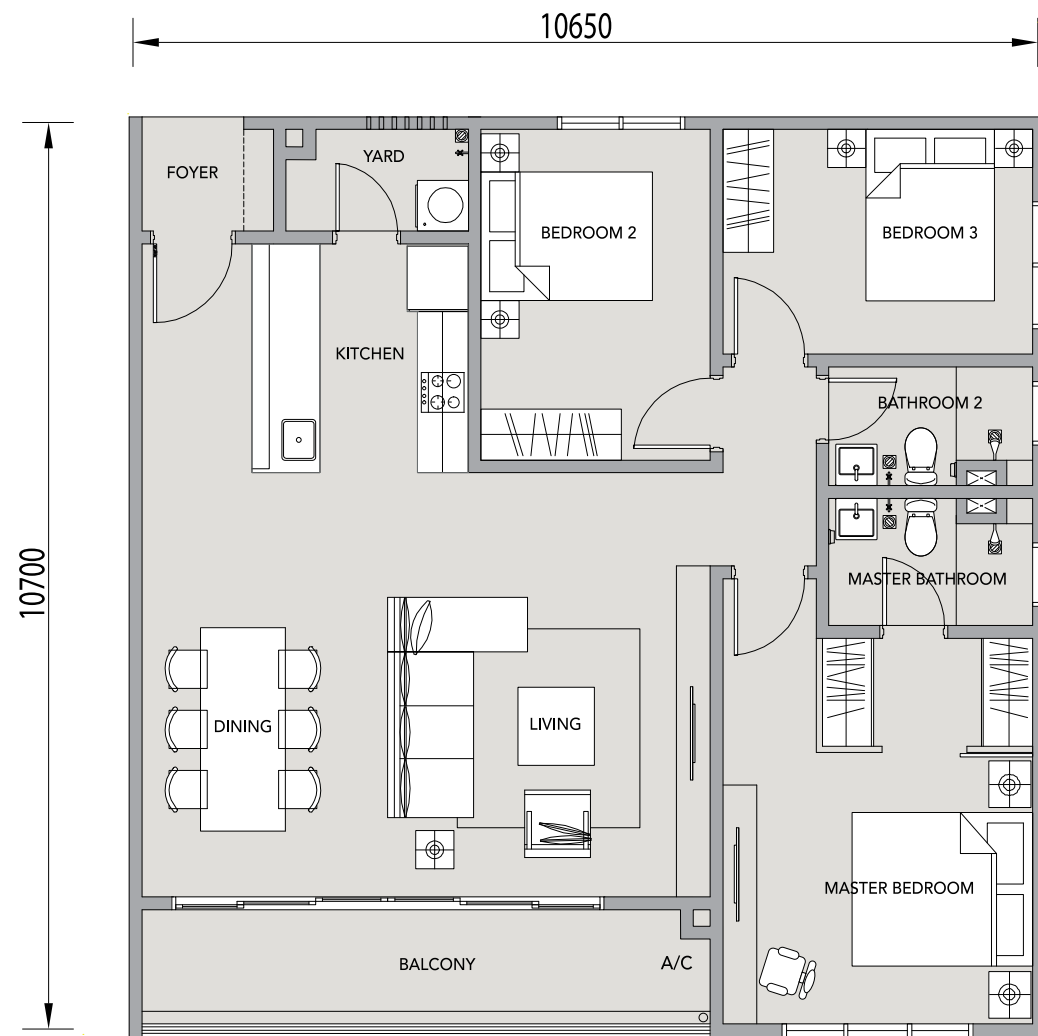 10650
10700
FOYER
YARD
BEDROOM 2
BEDROOM 3
KITCHEN
BATHROOM 2
MASTER BATHROOM
DINING
LIVING
MASTER BEDROOM
BALCONY
A/C